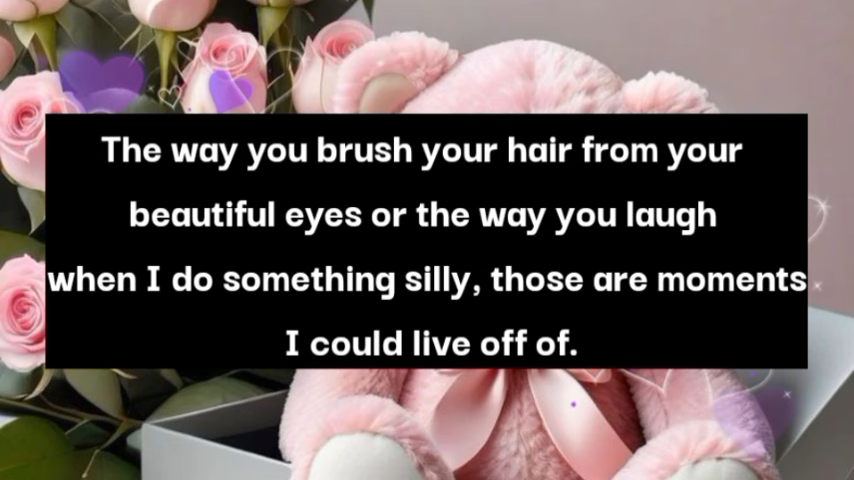 The way you brush your hair from your
beautiful eyes or the way you laugh
when I do something silly, those are moments
I could live off of.